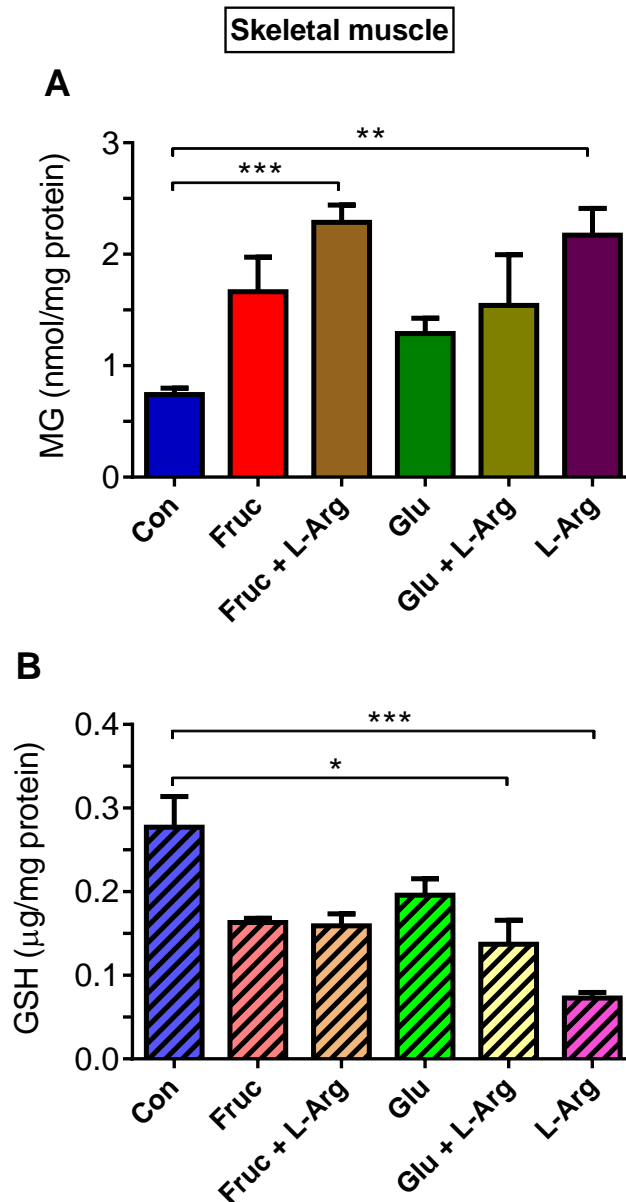 Skeletal muscle
A
MG (nmol/mg protein)
3
2
1
0
***
**
Con
Fruc
Fruc + L-Arg
Glu
Glu + L-Arg
L-Arg
B
GSH (μg/mg protein)
0.4
0.3
0.2
0.1
0.0
***
*
Con
Fruc
Fruc + L-Arg
Glu
Glu + L-Arg
L-Arg